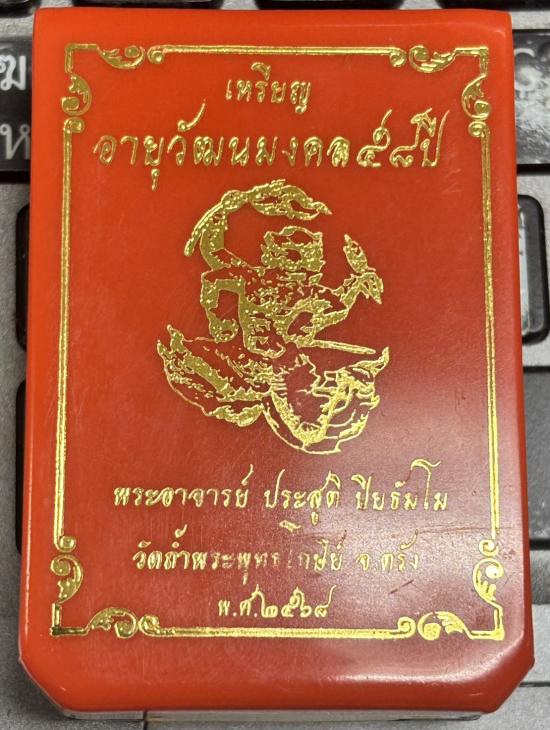 เหรียญ
อายุวัฒนมงคล ๕๘ ปี
พระอาจารย์ ประสูติ ปิยธัมโม
วัดถ้ำพระพุทธโกษีย์ จ.ตรัง
พ.ศ.๒๕๖๘